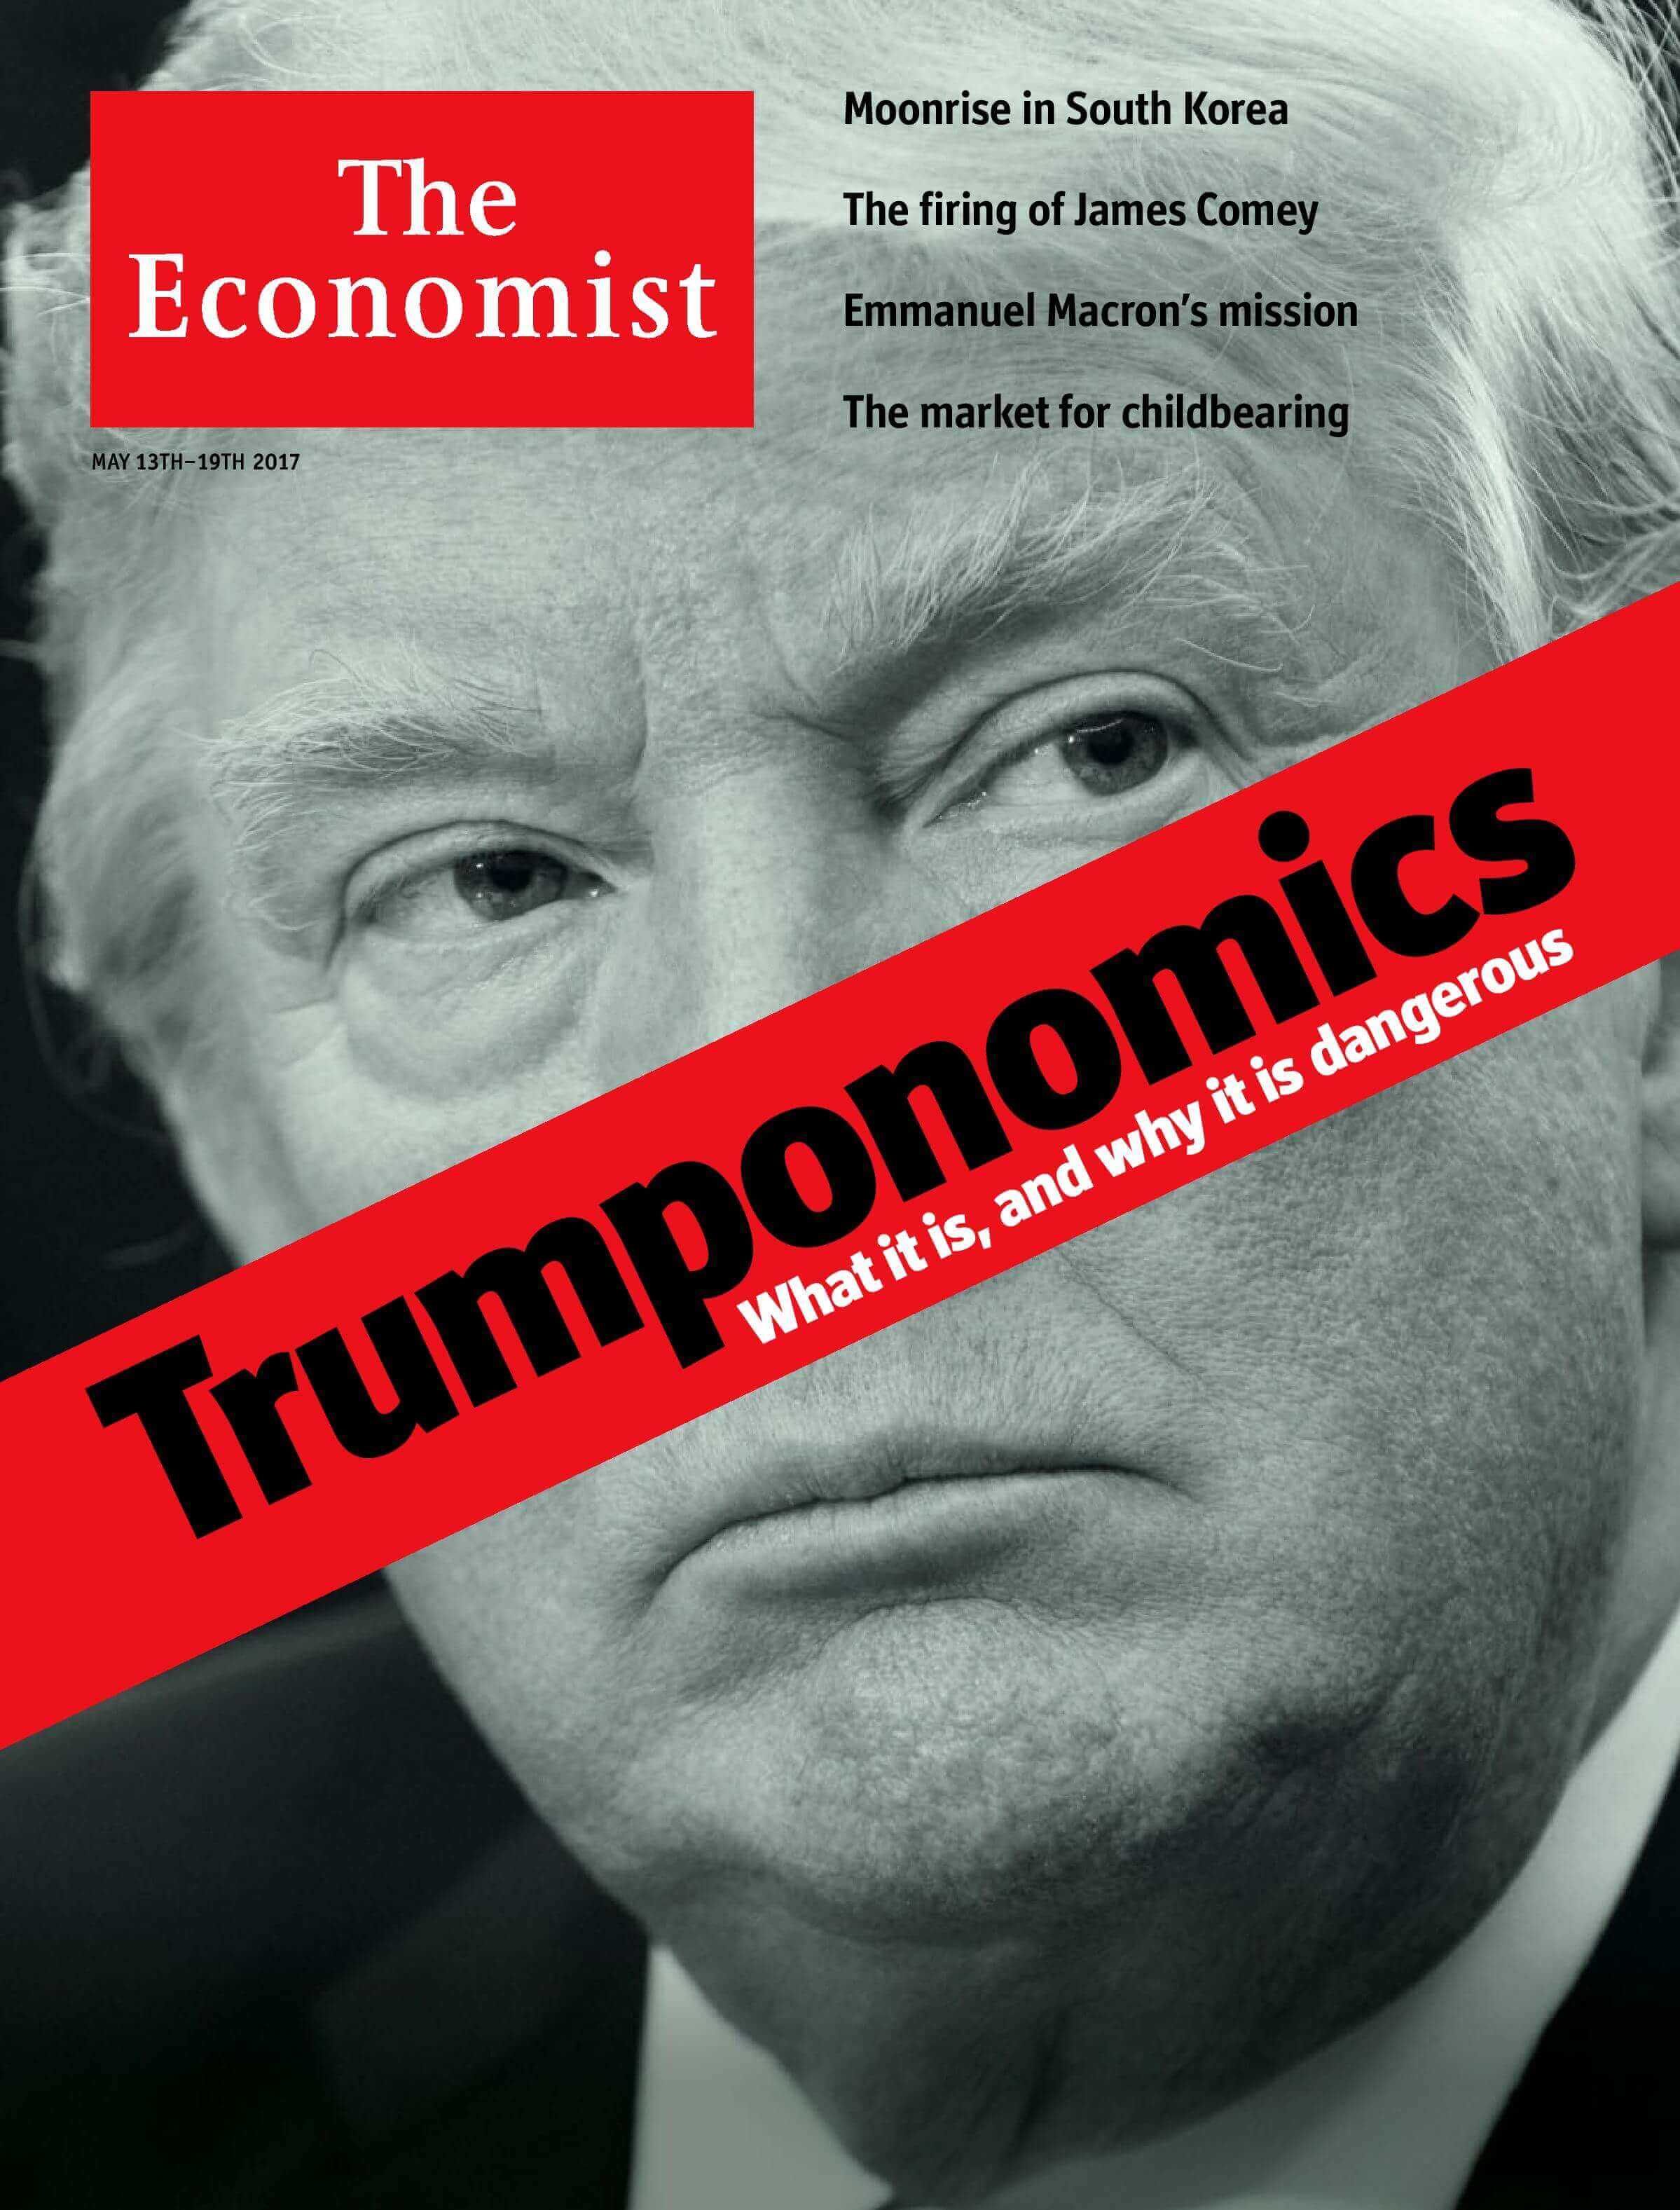 The
Economist
MAY 13TH–19TH 2017
Moonrise in South Korea
The firing of James Comey
Emmanuel Macron’s mission
The market for childbearing
Trumponomics
What it is, and why it is dangerous